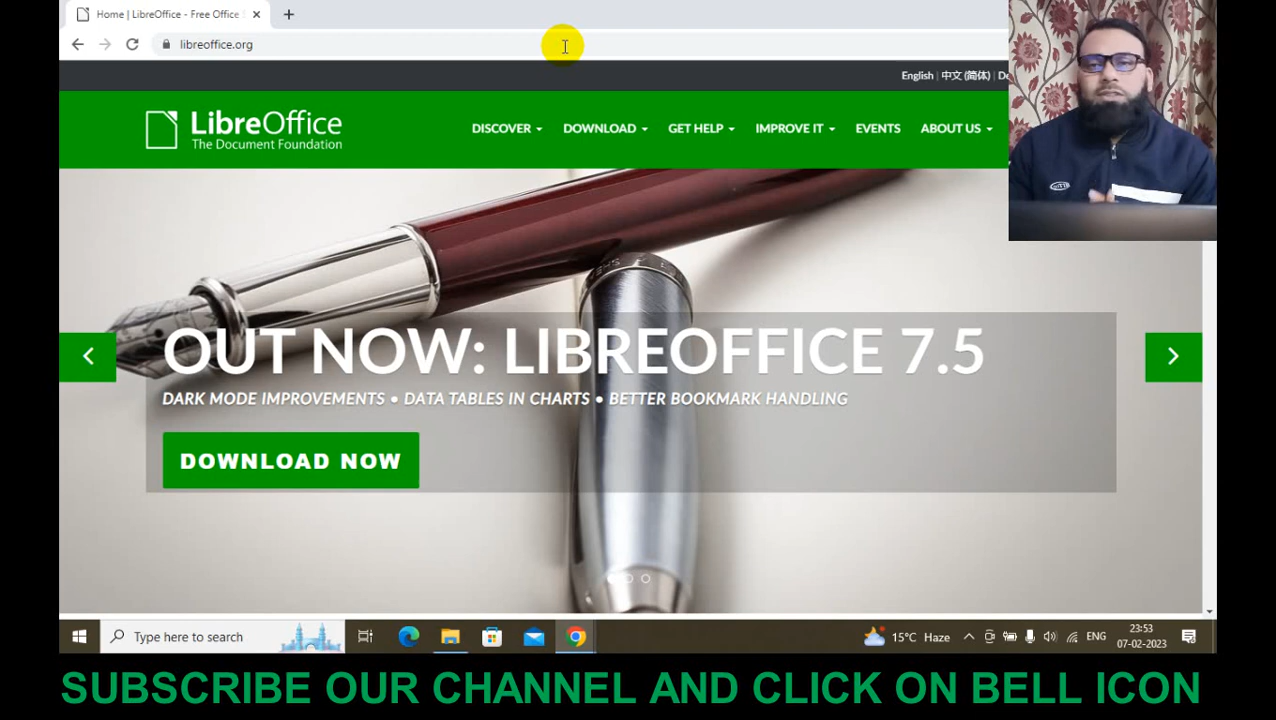 Home | LibreOffice - Free Office
libreoffice.org
English | 中文 (简体) | De
LibreOffice
The Document Foundation
DISCOVER
DOWNLOAD
GET HELP
IMPROVE IT
EVENTS
ABOUT US
OUT NOW: LIBREOFFICE 7.5
DARK MODE IMPROVEMENTS • DATA TABLES IN CHARTS • BETTER BOOKMARK HANDLING
DOWNLOAD NOW
Type here to search
15°C Haze
ENG
23:53
07-02-2023
SUBSCRIBE OUR CHANNEL AND CLICK ON BELL ICON